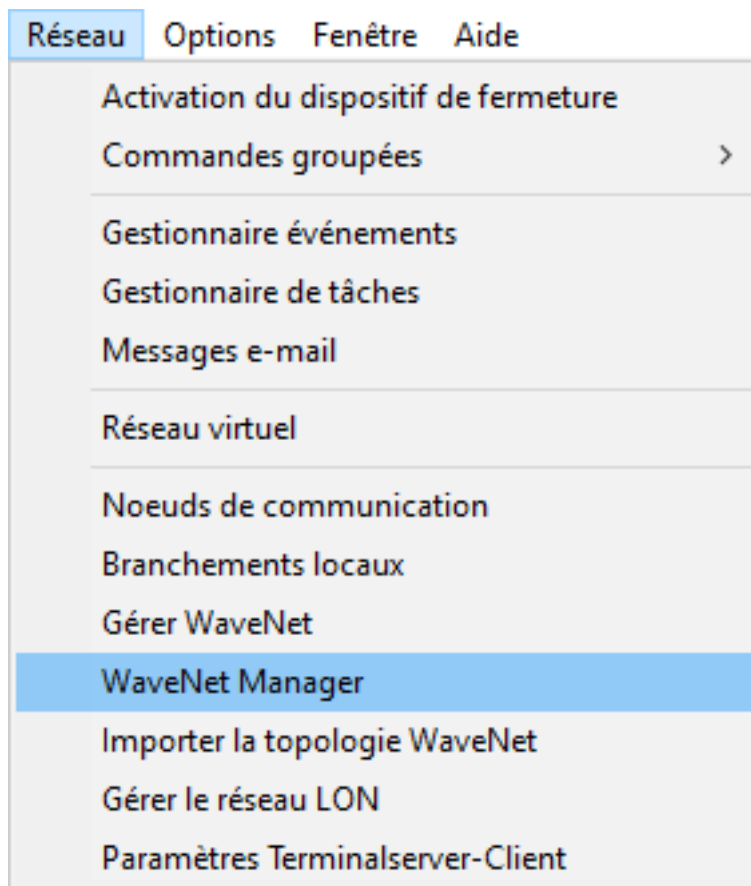 Réseau Options Fenêtre Aide
Activation du dispositif de fermeture
Commandes groupées
Gestionnaire événements
Gestionnaire de tâches
Messages e-mail
Réseau virtuel
Noeuds de communication
Branchements locaux
Gérer WaveNet
WaveNet Manager
Importer la topologie WaveNet
Gérer le réseau LON
Paramètres Terminalserver-Client